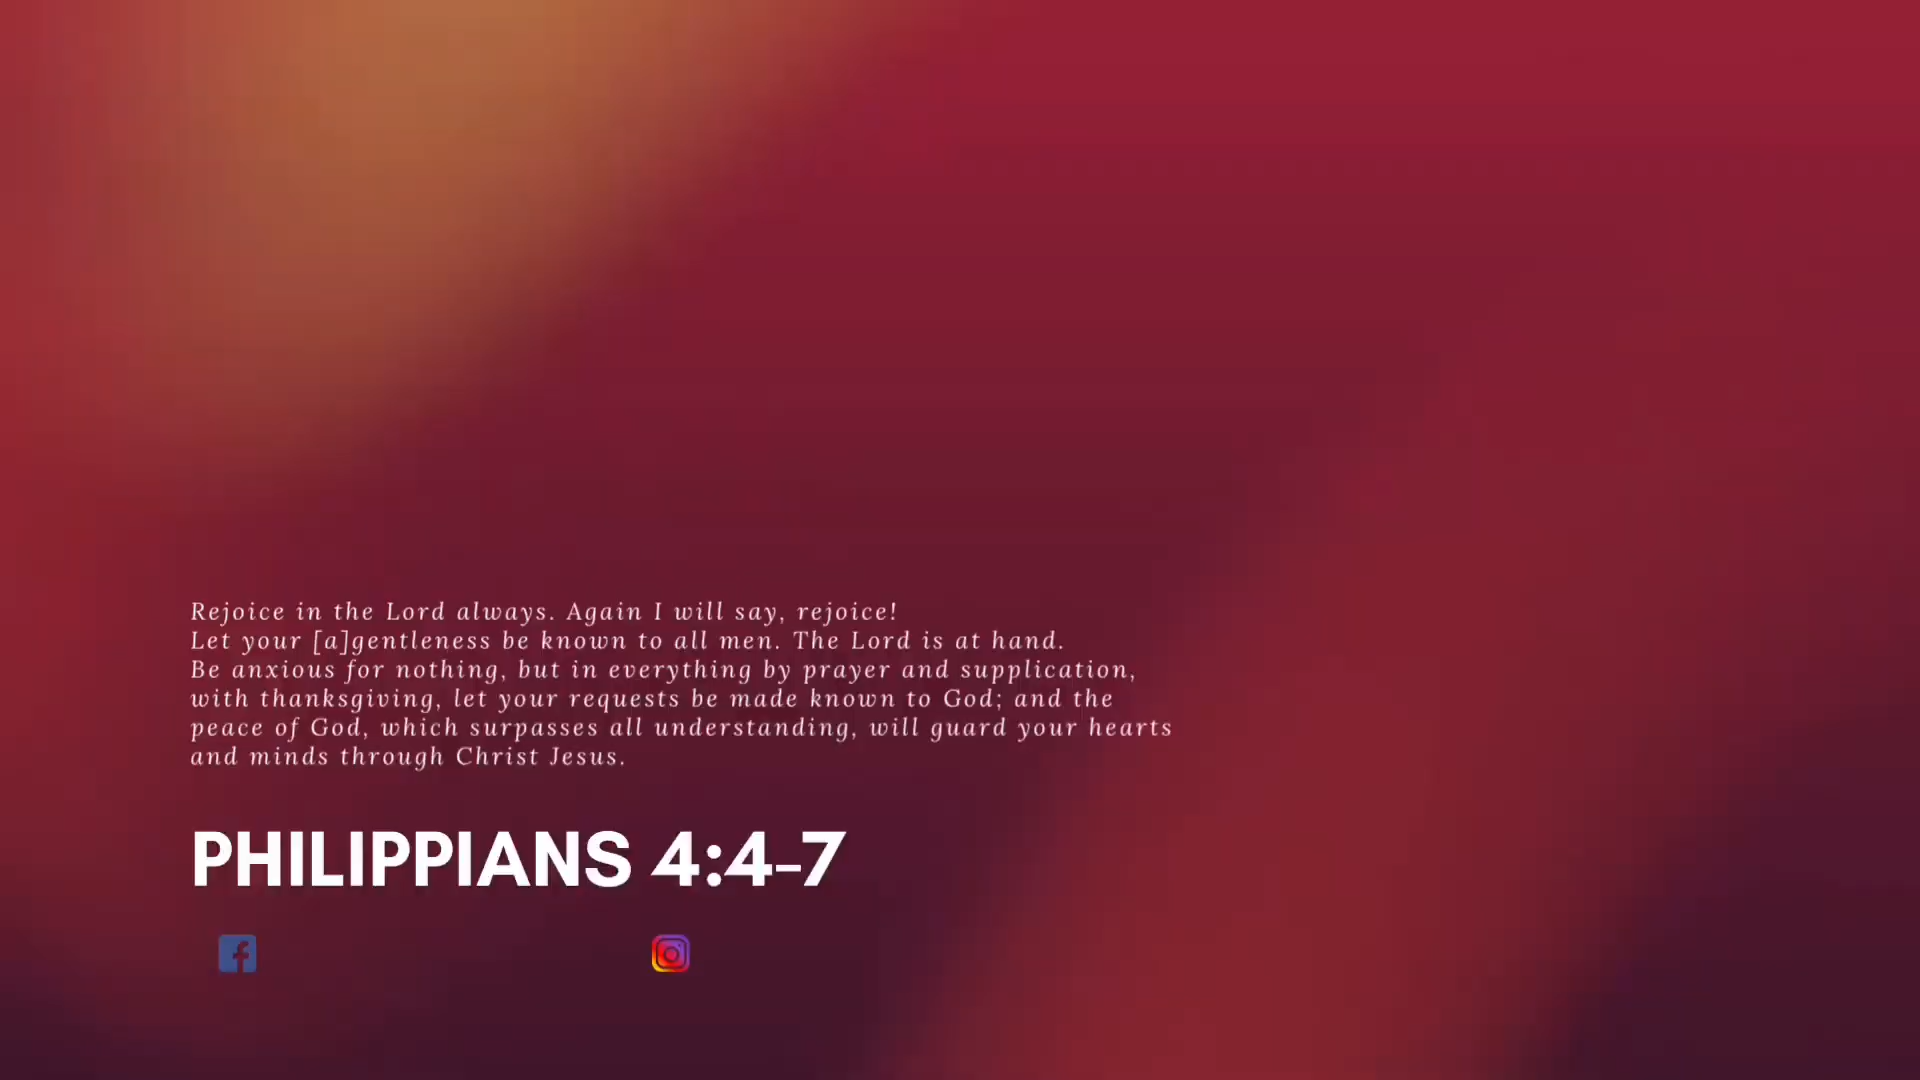 Rejoice in the Lord always. Again I will say, rejoice!
Let your [a]gentleness be known to all men. The Lord is at hand.
Be anxious for nothing, but in everything by prayer and supplication,
with thanksgiving, let your requests be made known to God; and the
peace of God, which surpasses all understanding, will guard your hearts
and minds through Christ Jesus.
PHILIPPIANS 4:4-7